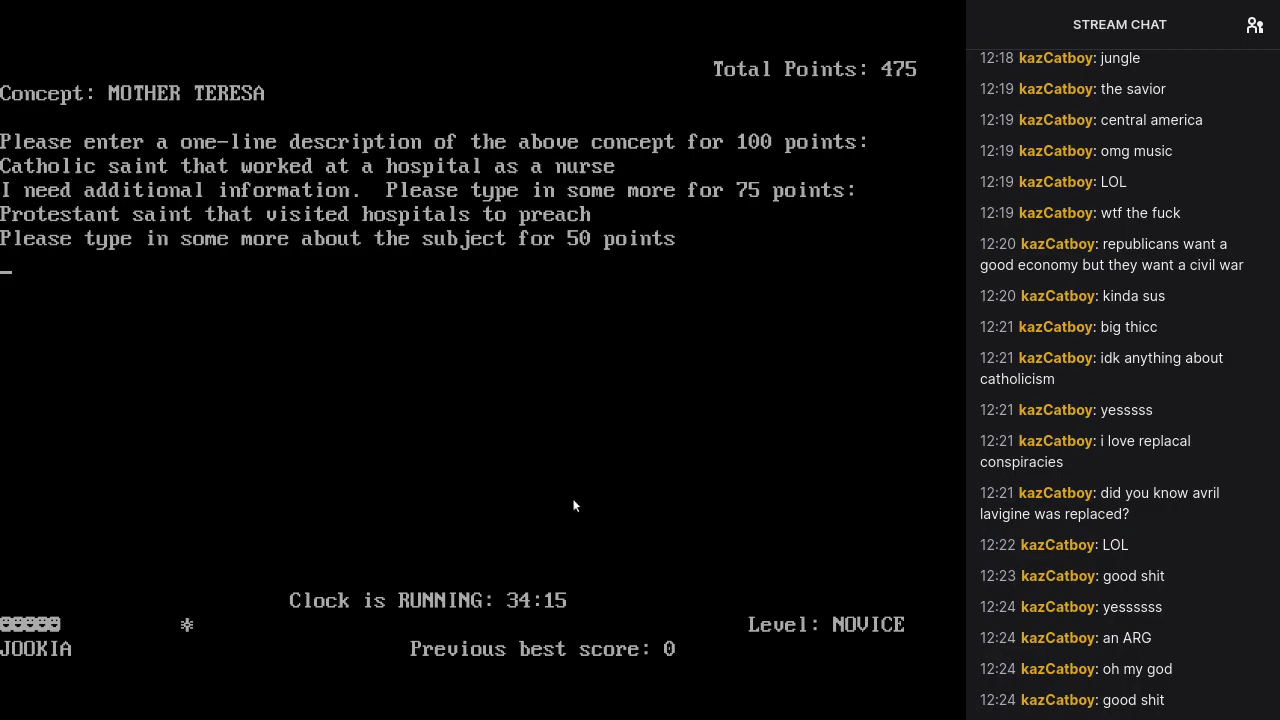 Total Points: 475
Concept: MOTHER TERESA
Please enter a one-line description of the above concept for 100 points:
Catholic saint that worked at a hospital as a nurse
I need additional information.  Please type in some more for 75 points:
Protestant saint that visited hospitals to preach
Please type in some more about the subject for 50 points
_
Clock is RUNNING: 34:15
☻☻☻☻☻ * Level: NOVICE
JOOKIA Previous best score: 0
STREAM CHAT
12:18 kazCatboy: jungle
12:19 kazCatboy: the savior
12:19 kazCatboy: central america
12:19 kazCatboy: omg music
12:19 kazCatboy: LOL
12:19 kazCatboy: wtf the fuck
12:20 kazCatboy: republicans want a
good economy but they want a civil war
12:20 kazCatboy: kinda sus
12:21 kazCatboy: big thicc
12:21 kazCatboy: idk anything about
catholicism
12:21 kazCatboy: yesssss
12:21 kazCatboy: i love replacal
conspiracies
12:21 kazCatboy: did you know avril
lavigine was replaced?
12:22 kazCatboy: LOL
12:23 kazCatboy: good shit
12:24 kazCatboy: yessssss
12:24 kazCatboy: an ARG
12:24 kazCatboy: oh my god
12:24 kazCatboy: good shit